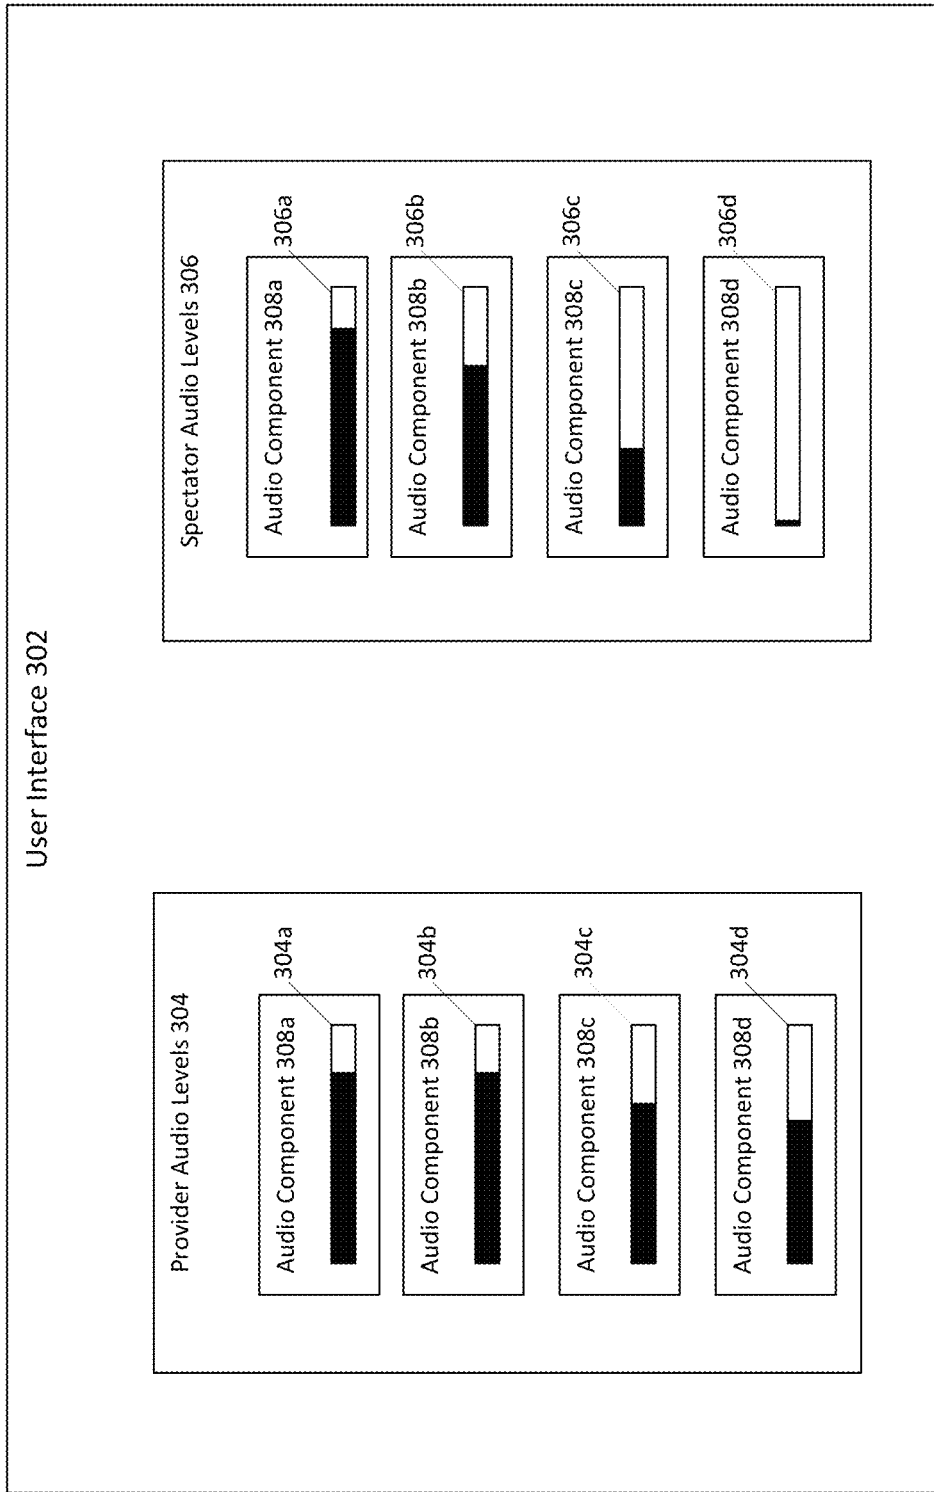 User Interface 302
Provider Audio Levels 304
Audio Component 308a
304a
Audio Component 308b
304b
Audio Component 308c
304c
Audio Component 308d
304d
Spectator Audio Levels 306
Audio Component 308a
306a
Audio Component 308b
306b
Audio Component 308c
306c
Audio Component 308d
306d